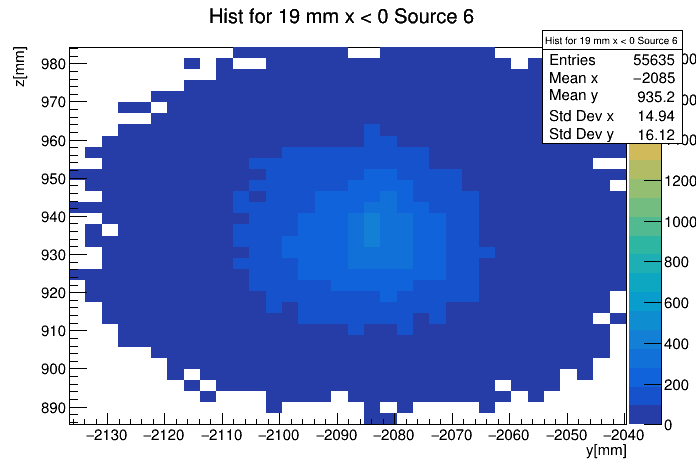 Hist for 19 mm x < 0 Source 6
z[mm]
Hist for 19 mm x < 0 Source 6
Entries 55635
Mean x −2085
Mean y 935.2
Std Dev x 14.94
Std Dev y 16.12
980
970
960
950
940
930
920
910
900
890
1200
1000
800
600
400
200
0
−2130 −2120 −2110 −2100 −2090 −2080 −2070 −2060 −2050 −2040
y[mm]